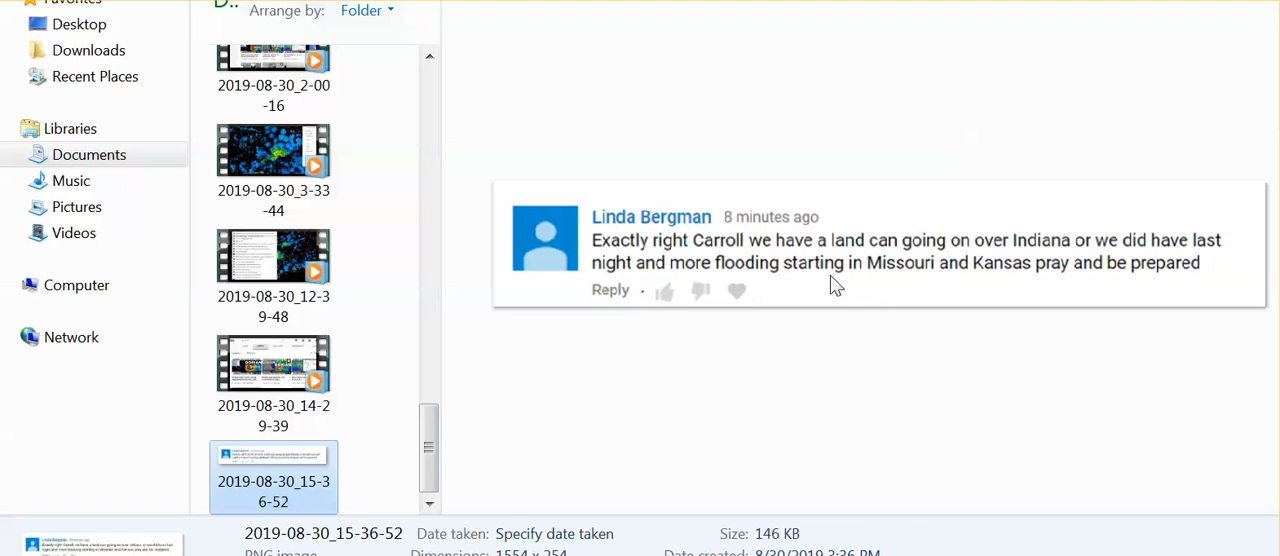 Favorites
Desktop
Downloads
Recent Places
Libraries
Documents
Music
Pictures
Videos
Computer
Network
D..
Arrange by: Folder
2019-08-30_2-00
-16
2019-08-30_3-33
-44
2019-08-30_12-3
9-48
2019-08-30_14-2
9-39
2019-08-30_15-3
6-52
Linda Bergman 8 minutes ago
Exactly right Carroll we have a land can going on over Indiana or we did have last
night and more flooding starting in Missouri and Kansas pray and be prepared
Reply
2019-08-30_15-36-52 Date taken: Specify date taken Size: 146 KB
PNG image Dimensions: 1554 x 254 Date created: 8/30/2019 3:36 PM